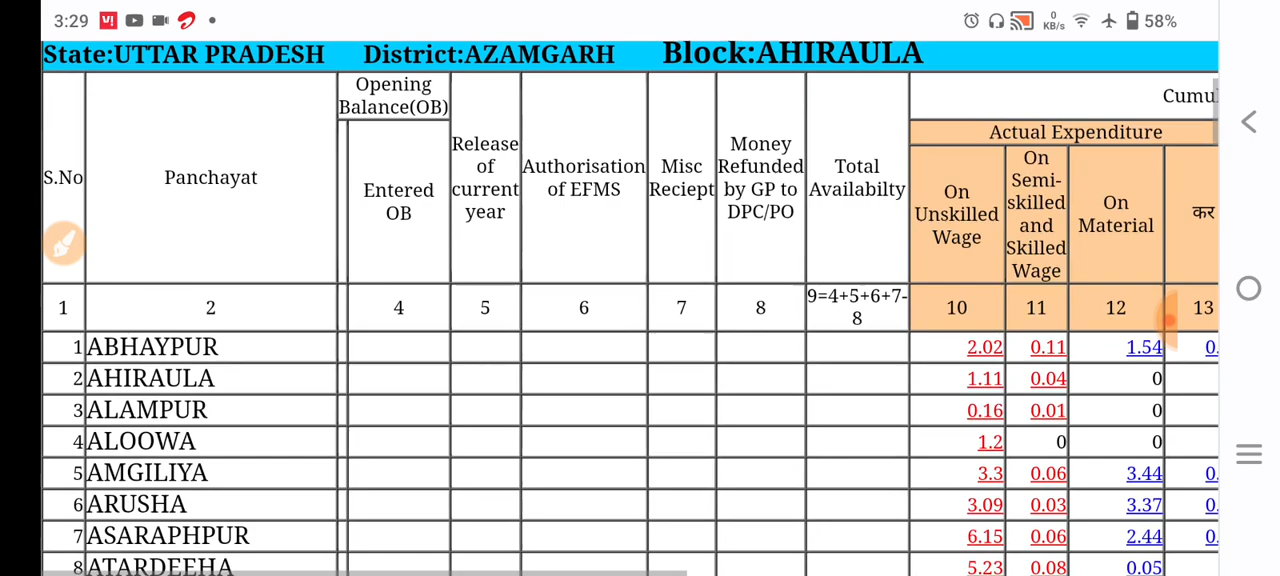 3:29 0 KB/s 58%
State:UTTAR PRADESH District:AZAMGARH Block:AHIRAULA
S.No Panchayat Opening Balance(OB) Entered OB Release of current year Authorisation of EFMS Misc Reciept Money Refunded by GP to DPC/PO Total Availabilty
Cumu
Actual Expenditure
On Unskilled Wage On Semi-skilled and Skilled Wage On Material कर
1 2 4 5 6 7 8 9=4+5+6+7-8 10 11 12 13
1 ABHAYPUR 2.02 0.11 1.54 0.
2 AHIRAULA 1.11 0.04 0
3 ALAMPUR 0.16 0.01 0
4 ALOOWA 1.2 0 0
5 AMGILIYA 3.3 0.06 3.44 0.
6 ARUSHA 3.09 0.03 3.37 0.
7 ASARAPHPUR 6.15 0.06 2.44 0.
8 ATARDEEHA 5.23 0.08 0.05